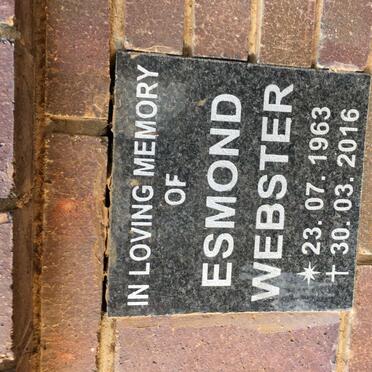 IN LOVING MEMORY
OF
ESMOND
WEBSTER
23. 07. 1963
30. 03. 2016